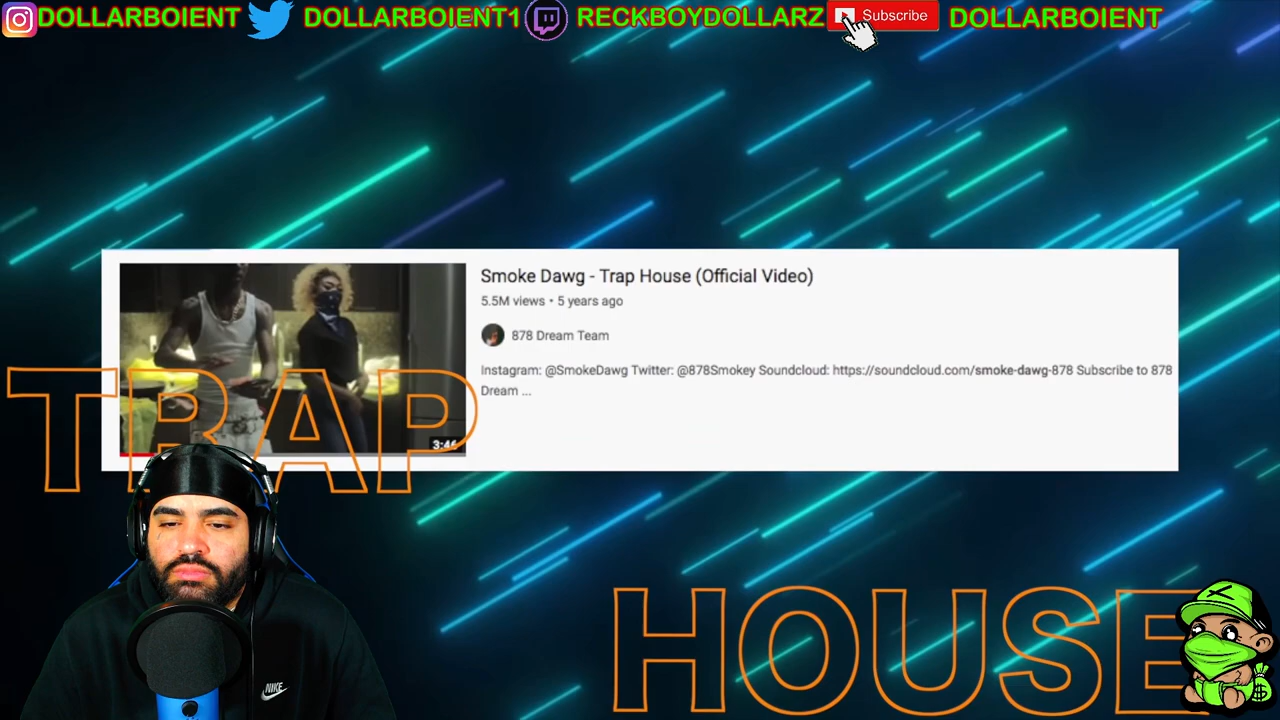 DOLLARBOIENT DOLLARBOIENT1 RECKBOYDOLLARZ Subscribe DOLLARBOIENT
Smoke Dawg - Trap House (Official Video)
5.5M views • 5 years ago
878 Dream Team
Instagram: @SmokeDawg Twitter: @878Smokey Soundcloud: https://soundcloud.com/smoke-dawg-878 Subscribe to 878
Dream ...
3:46
TRAP
HOUSE
NIKE